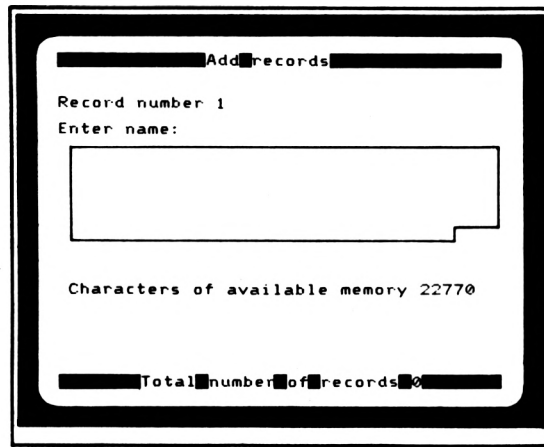 Add records
Record number 1
Enter name:
Characters of available memory 22770
Total number of records 0